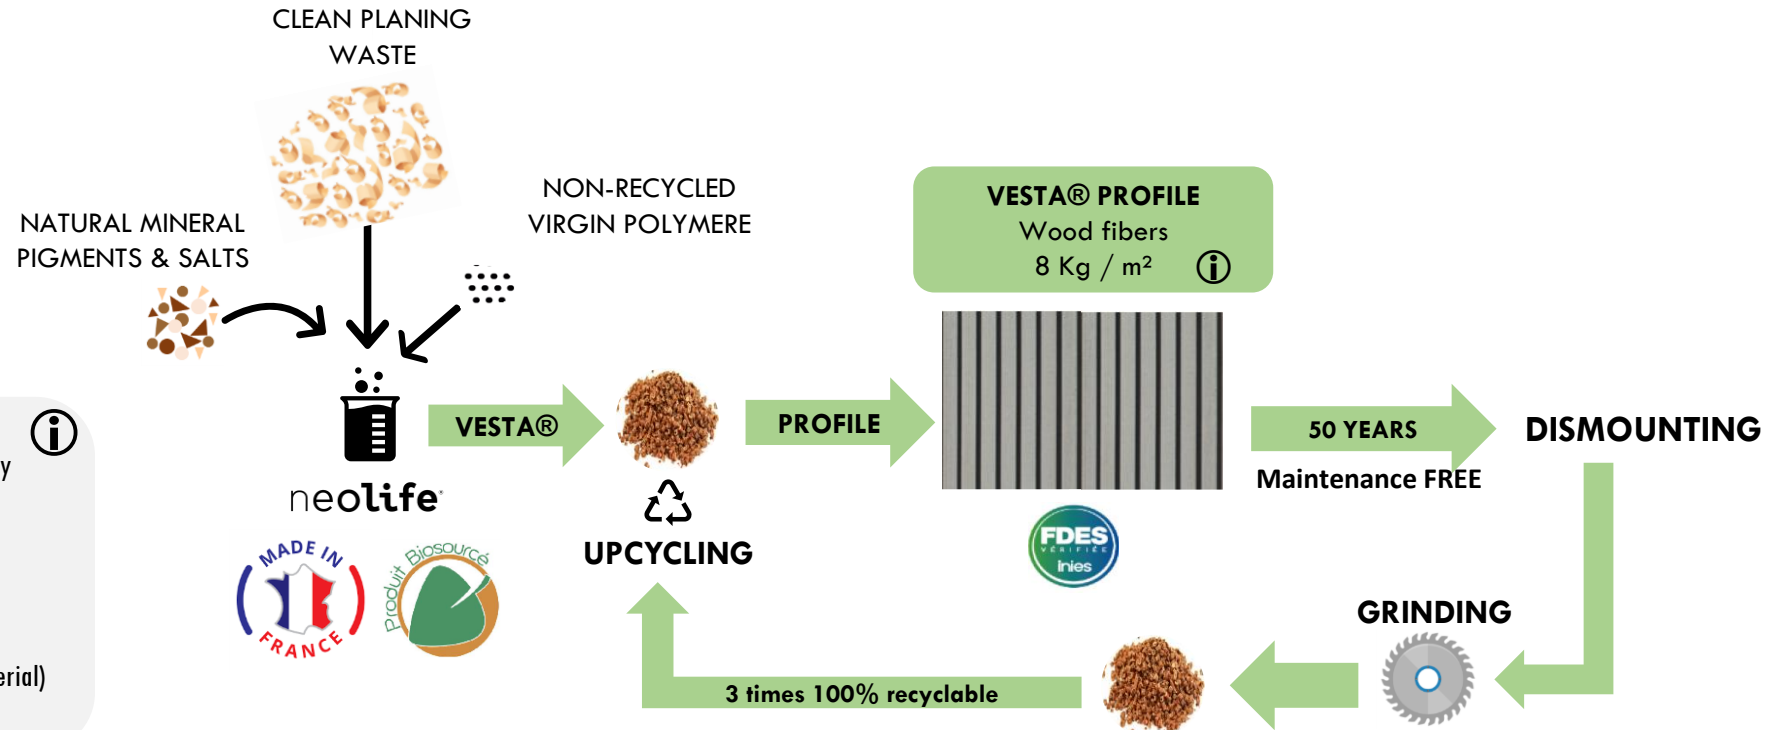 CLEAN PLANING
WASTE
NON-RECYCLED
VIRGIN POLYMERE
NATURAL MINERAL
PIGMENTS & SALTS
VESTA® PROFILE
Wood fibers
8 Kg / m²
VESTA®
PROFILE
50 YEARS
Maintenance FREE
DISMOUNTING
neolife
MADE IN
FRANCE
Produit Biosourcé
UPCYCLING
FDES
VÉRIFIÉE
inies
GRINDING
3 times 100% recyclable
y
erial)